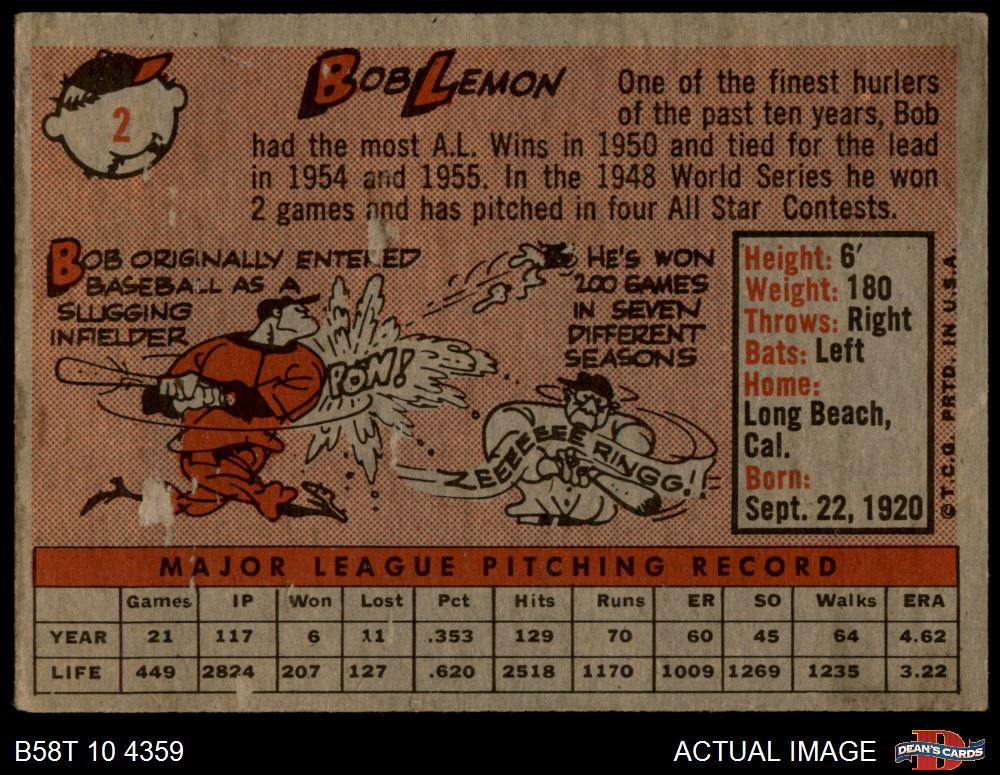 2
BOB LEMON
One of the finest hurlers
of the past ten years, Bob
had the most A.L. Wins in 1950 and tied for the lead
in 1954 and 1955. In the 1948 World Series he won
2 games and has pitched in four All Star Contests.
BOB ORIGINALLY ENTERED
BASEBALL AS A
SLUGGING
INFIELDER
POW!
HE'S WON
200 GAMES
IN SEVEN
DIFFERENT
SEASONS
ZEEEEEEEERINGG!!
Height: 6'
Weight: 180
Throws: Right
Bats: Left
Home:
Long Beach,
Cal.
Born:
Sept. 22, 1920
©T.C.G. PRTD. IN U.S.A.
MAJOR LEAGUE PITCHING RECORD
Games IP Won Lost Pct Hits Runs ER SO Walks ERA
YEAR 21 117 6 11 .353 129 70 60 45 64 4.62
LIFE 449 2824 207 127 .620 2518 1170 1009 1269 1235 3.22
B58T 10 4359
ACTUAL IMAGE
DEAN'S CARDS